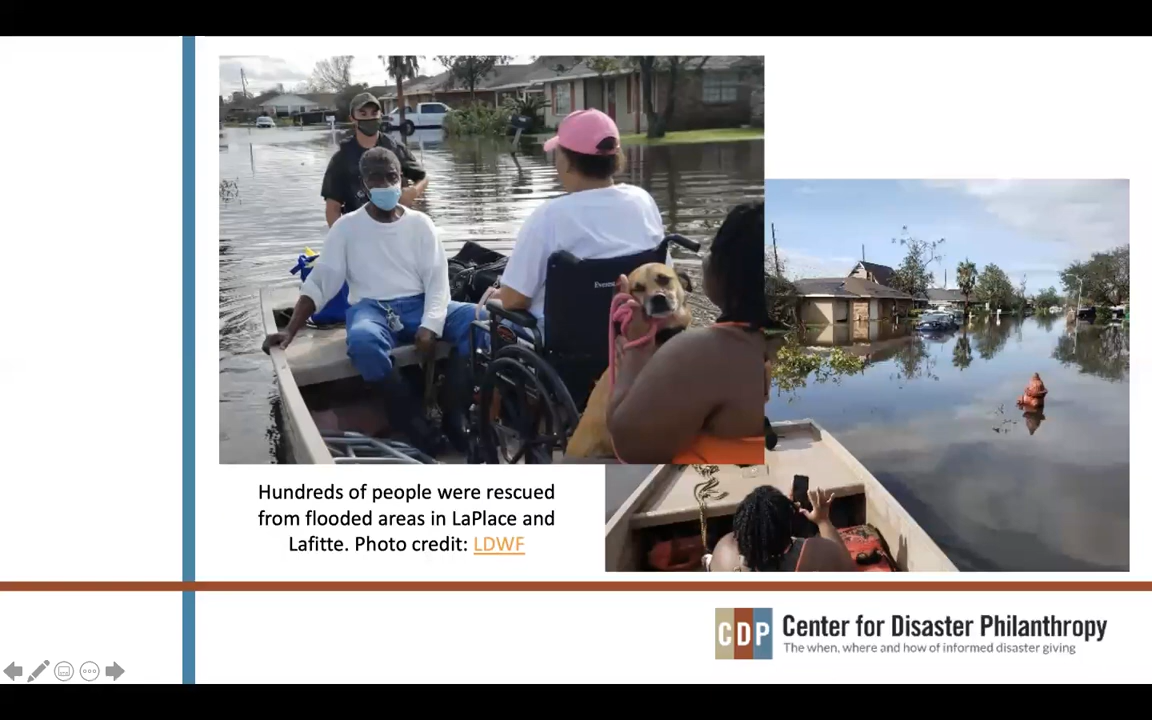 Hundreds of people were rescued
from flooded areas in LaPlace and
Lafitte. Photo credit: LDWF
CDP
Center for Disaster Philanthropy
The when, where and how of informed disaster giving